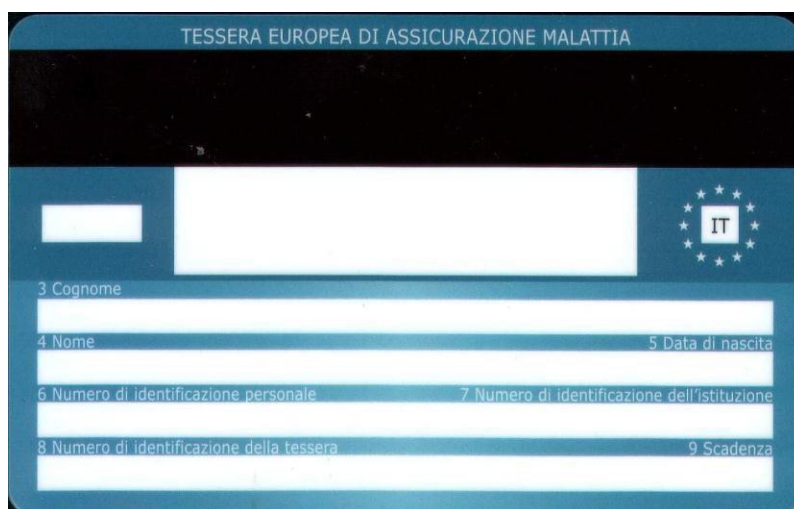 TESSERA EUROPEA DI ASSICURAZIONE MALATTIA
IT
3 Cognome
4 Nome 5 Data di nascita
6 Numero di identificazione personale 7 Numero di identificazione dell'istituzione
8 Numero di identificazione della tessera 9 Scadenza